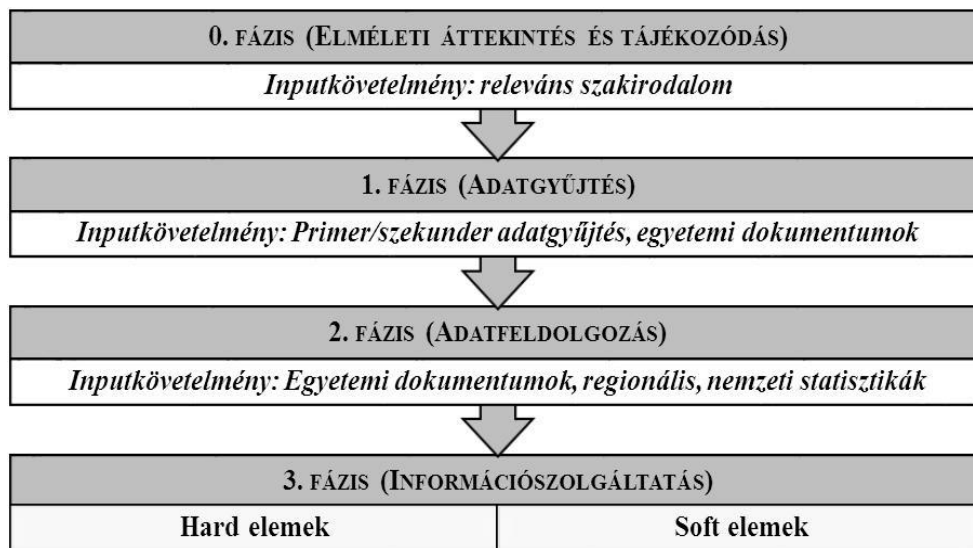 0. FÁZIS (ELMÉLETI ÁTTEKINTÉS ÉS TÁJÉKOZÓDÁS)
Inputkövetelmény: releváns szakirodalom
1. FÁZIS (ADATGYŰJTÉS)
Inputkövetelmény: Primer/szekunder adatgyűjtés, egyetemi dokumentumok
2. FÁZIS (ADATFELDOLGOZÁS)
Inputkövetelmény: Egyetemi dokumentumok, regionális, nemzeti statisztikák
3. FÁZIS (INFORMÁCIÓSZOLGÁLTATÁS)
Hard elemek Soft elemek